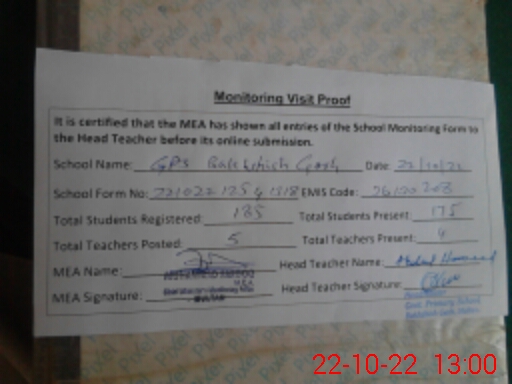 Monitoring Visit Proof
It is certified that the MEA has shown all entries of the School Monitoring Form to
the Head Teacher before its online submission.
School Name: GPS Date: 22/10/22
School Form No: EMIS Code:
Total Students Registered: 185 Total Students Present: 175
Total Teachers Posted: 5 Total Teachers Present: 4
MEA Name: Head Teacher Name:
MEA Signature: Head Teacher Signature:
Govt. Primary School
22-10-22 13:00